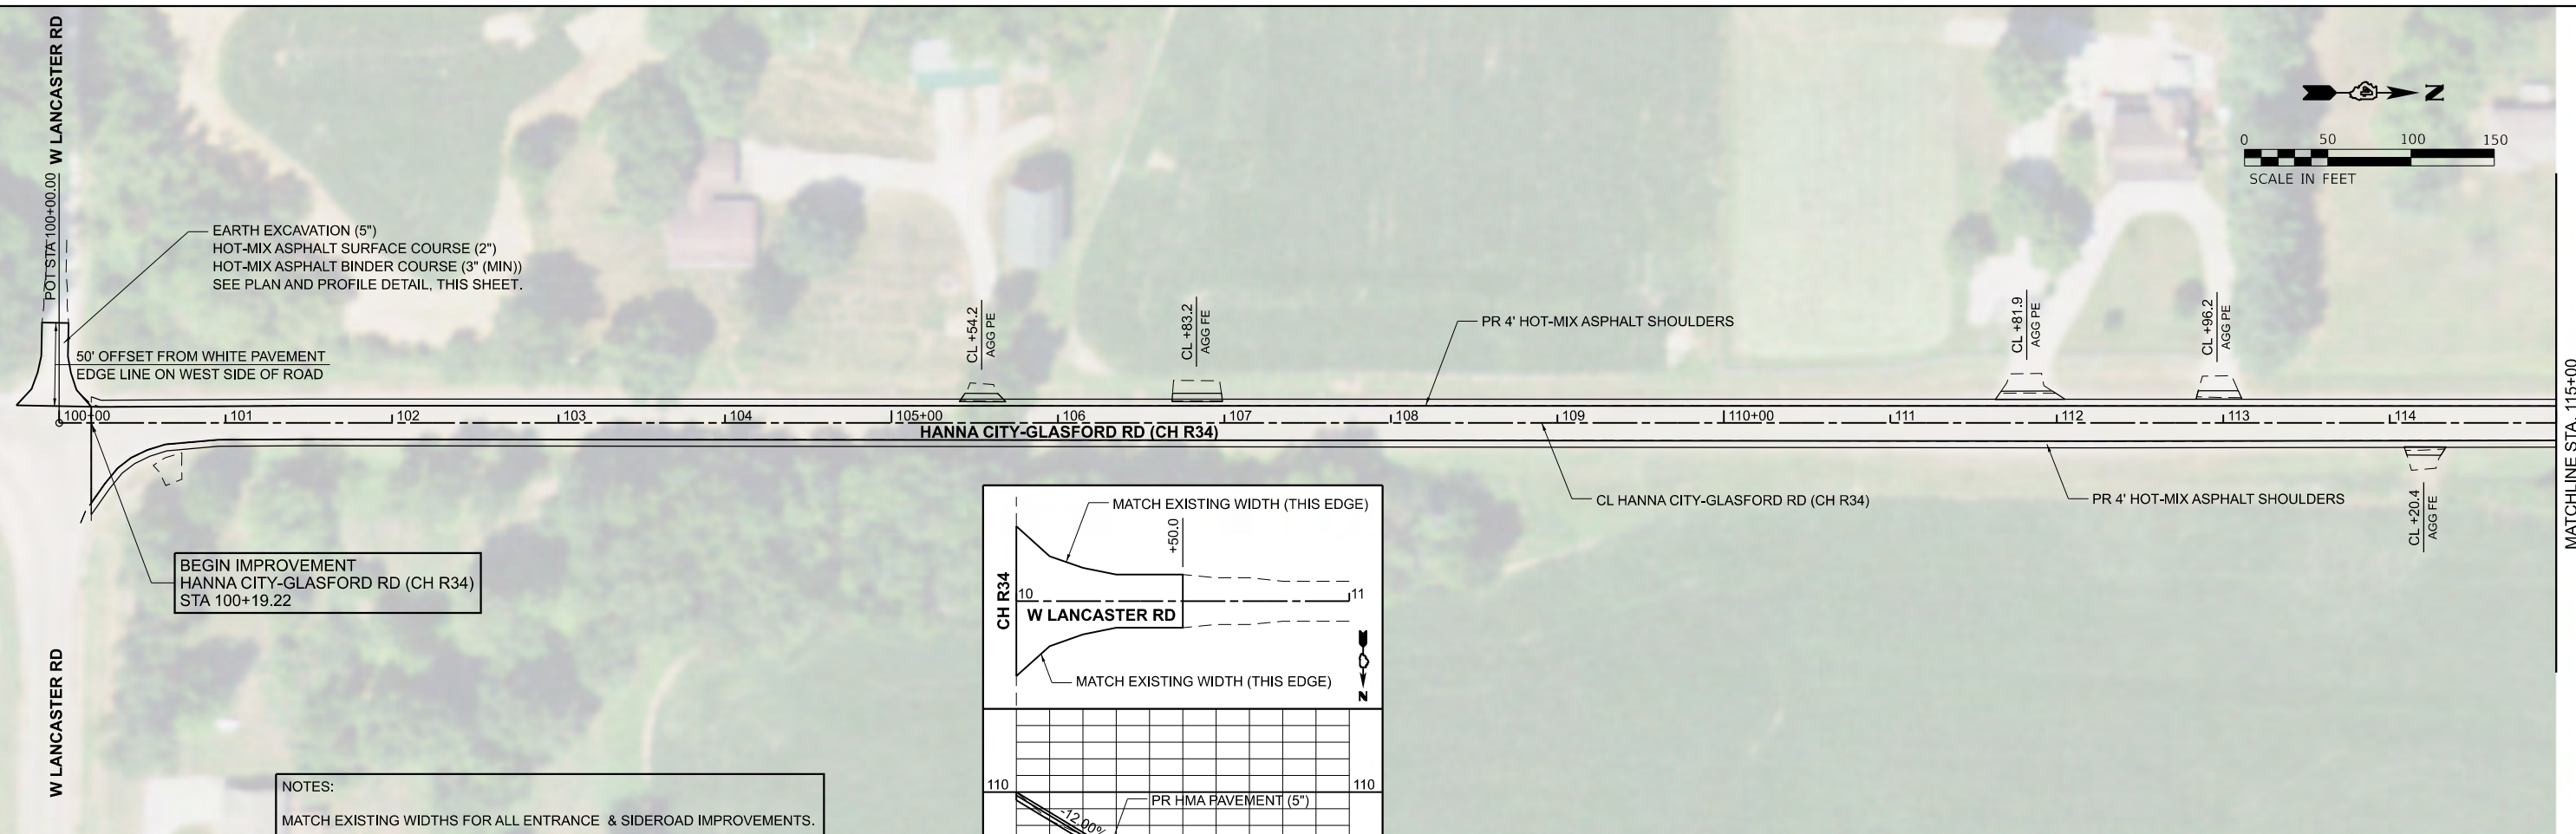 W LANCASTER RD
POT STA 100+00.00
EARTH EXCAVATION (5")
HOT-MIX ASPHALT SURFACE COURSE (2")
HOT-MIX ASPHALT BINDER COURSE (3" (MIN))
SEE PLAN AND PROFILE DETAIL, THIS SHEET.
50' OFFSET FROM WHITE PAVEMENT
EDGE LINE ON WEST SIDE OF ROAD
N
0 50 100 150
SCALE IN FEET
CL +54.2
AGG PE
CL +83.2
AGG FE
PR 4' HOT-MIX ASPHALT SHOULDERS
CL +81.9
AGG PE
CL +96.2
AGG PE
100+00 101 102 103 104 105+00 106 107 108 109 110+00 111 112 113 114
HANNA CITY-GLASFORD RD (CH R34)
MATCHLINE STA. 115+00
CL HANNA CITY-GLASFORD RD (CH R34)
PR 4' HOT-MIX ASPHALT SHOULDERS
CL +20.4
AGG FE
BEGIN IMPROVEMENT
HANNA CITY-GLASFORD RD (CH R34)
STA 100+19.22
W LANCASTER RD
MATCH EXISTING WIDTH (THIS EDGE)
+50.0
CH R34
10 11
W LANCASTER RD
MATCH EXISTING WIDTH (THIS EDGE)
N
110 110
PR HMA PAVEMENT (5")
-12.00%
NOTES:
MATCH EXISTING WIDTHS FOR ALL ENTRANCE & SIDEROAD IMPROVEMENTS.